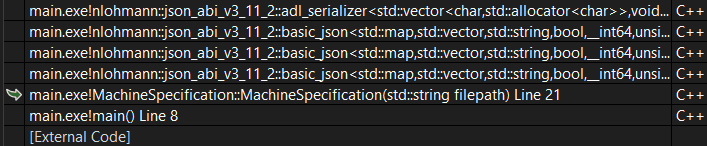 main.exe!nlohmann::json_abi_v3_11_2::adl_serializer<std::vector<char,std::allocator<char>>,void... C++
main.exe!nlohmann::json_abi_v3_11_2::basic_json<std::map,std::vector,std::string,bool,__int64,unsi... C++
main.exe!nlohmann::json_abi_v3_11_2::basic_json<std::map,std::vector,std::string,bool,__int64,unsi... C++
main.exe!nlohmann::json_abi_v3_11_2::basic_json<std::map,std::vector,std::string,bool,__int64,unsi... C++
main.exe!MachineSpecification::MachineSpecification(std::string filepath) Line 21 C++
main.exe!main() Line 8 C++
[External Code]